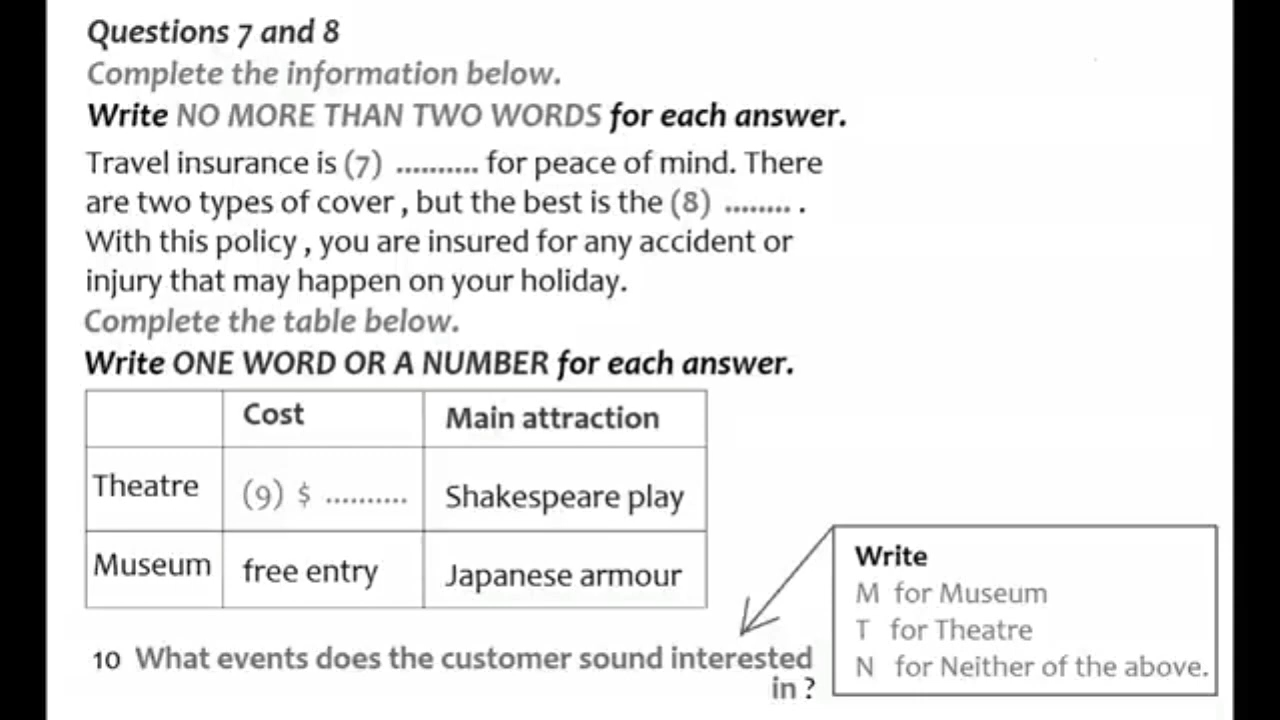 Questions 7 and 8
Complete the information below.
Write NO MORE THAN TWO WORDS for each answer.
Travel insurance is (7) .......... for peace of mind. There
are two types of cover , but the best is the (8) ........ .
With this policy , you are insured for any accident or
injury that may happen on your holiday.
Complete the table below.
Write ONE WORD OR A NUMBER for each answer.
Cost Main attraction
Theatre (9) $ .......... Shakespeare play
Museum free entry Japanese armour
10 What events does the customer sound interested
in ?
Write
M for Museum
T for Theatre
N for Neither of the above.